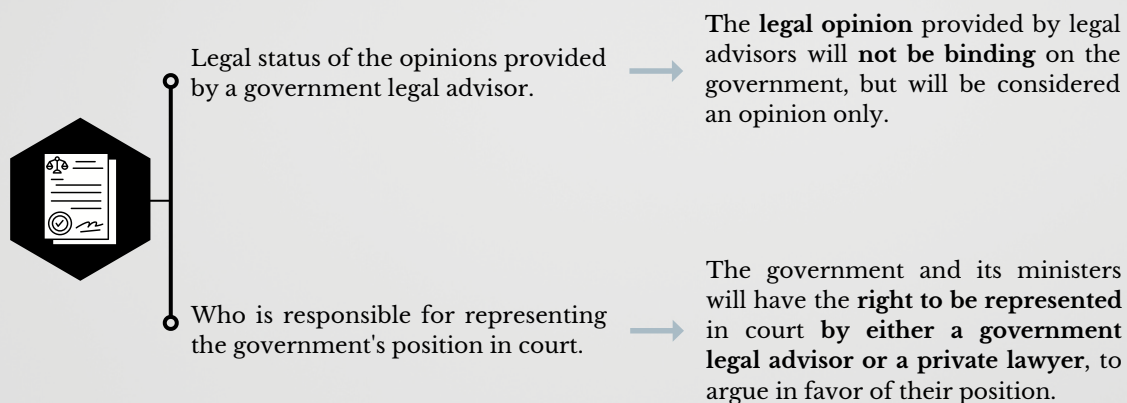 Legal status of the opinions provided
by a government legal advisor.
The legal opinion provided by legal
advisors will not be binding on the
government, but will be considered
an opinion only.
Who is responsible for representing
the government's position in court.
The government and its ministers
will have the right to be represented
in court by either a government
legal advisor or a private lawyer, to
argue in favor of their position.